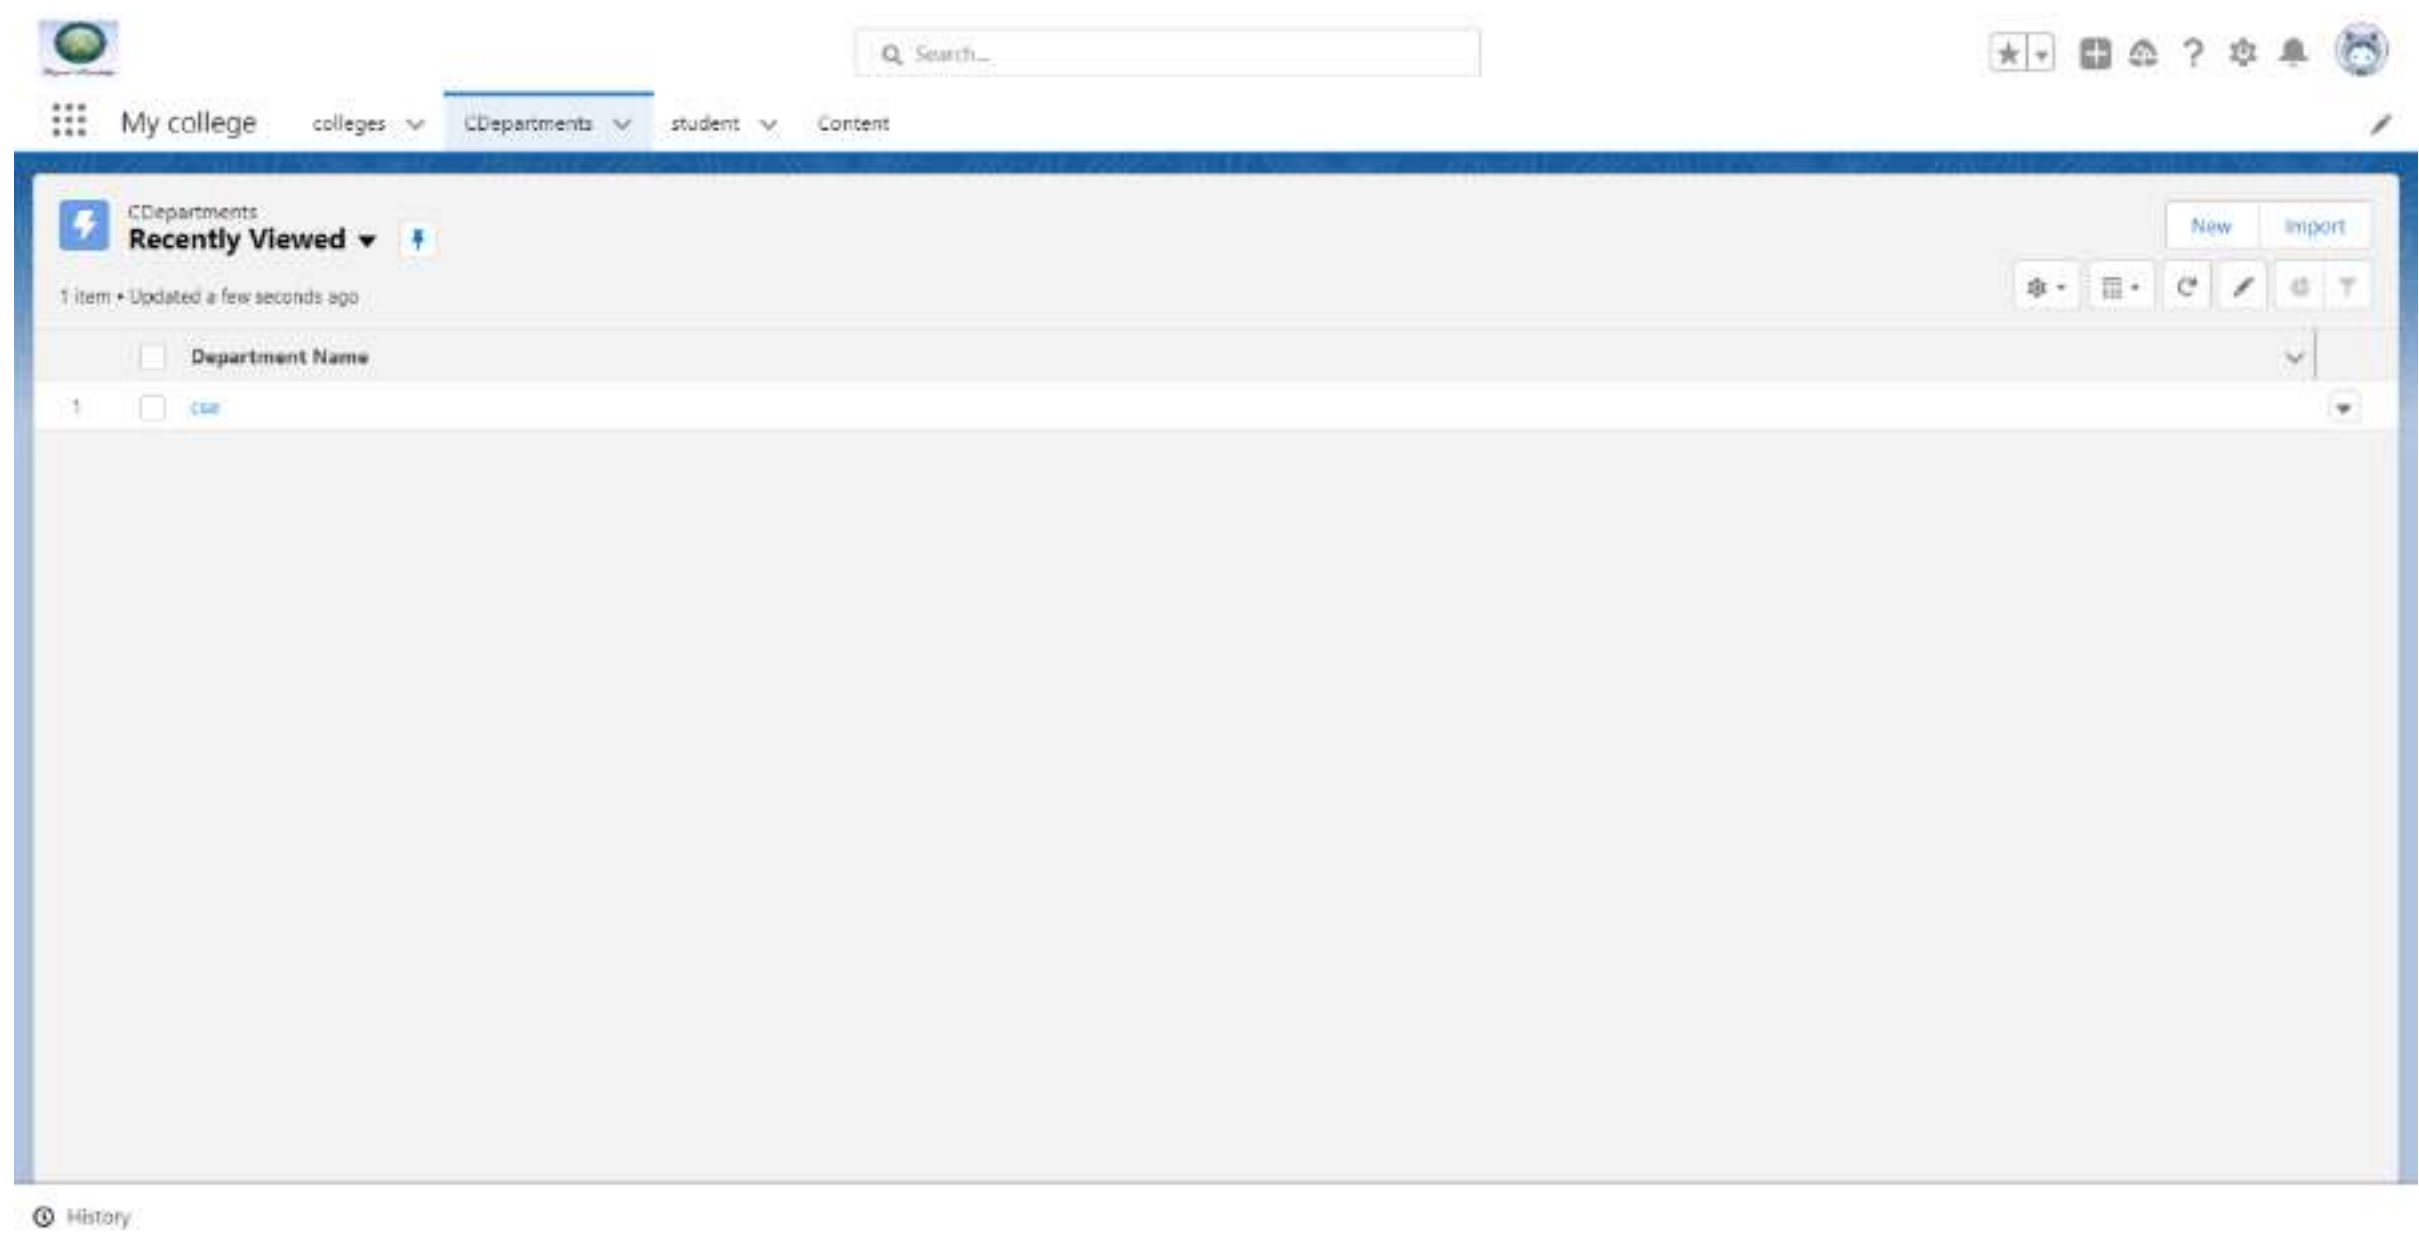 Search...
My college
colleges
CDepartments
student
Content
CDepartments
Recently Viewed
New
Import
1 item • Updated a few seconds ago
Department Name
1
cse
History